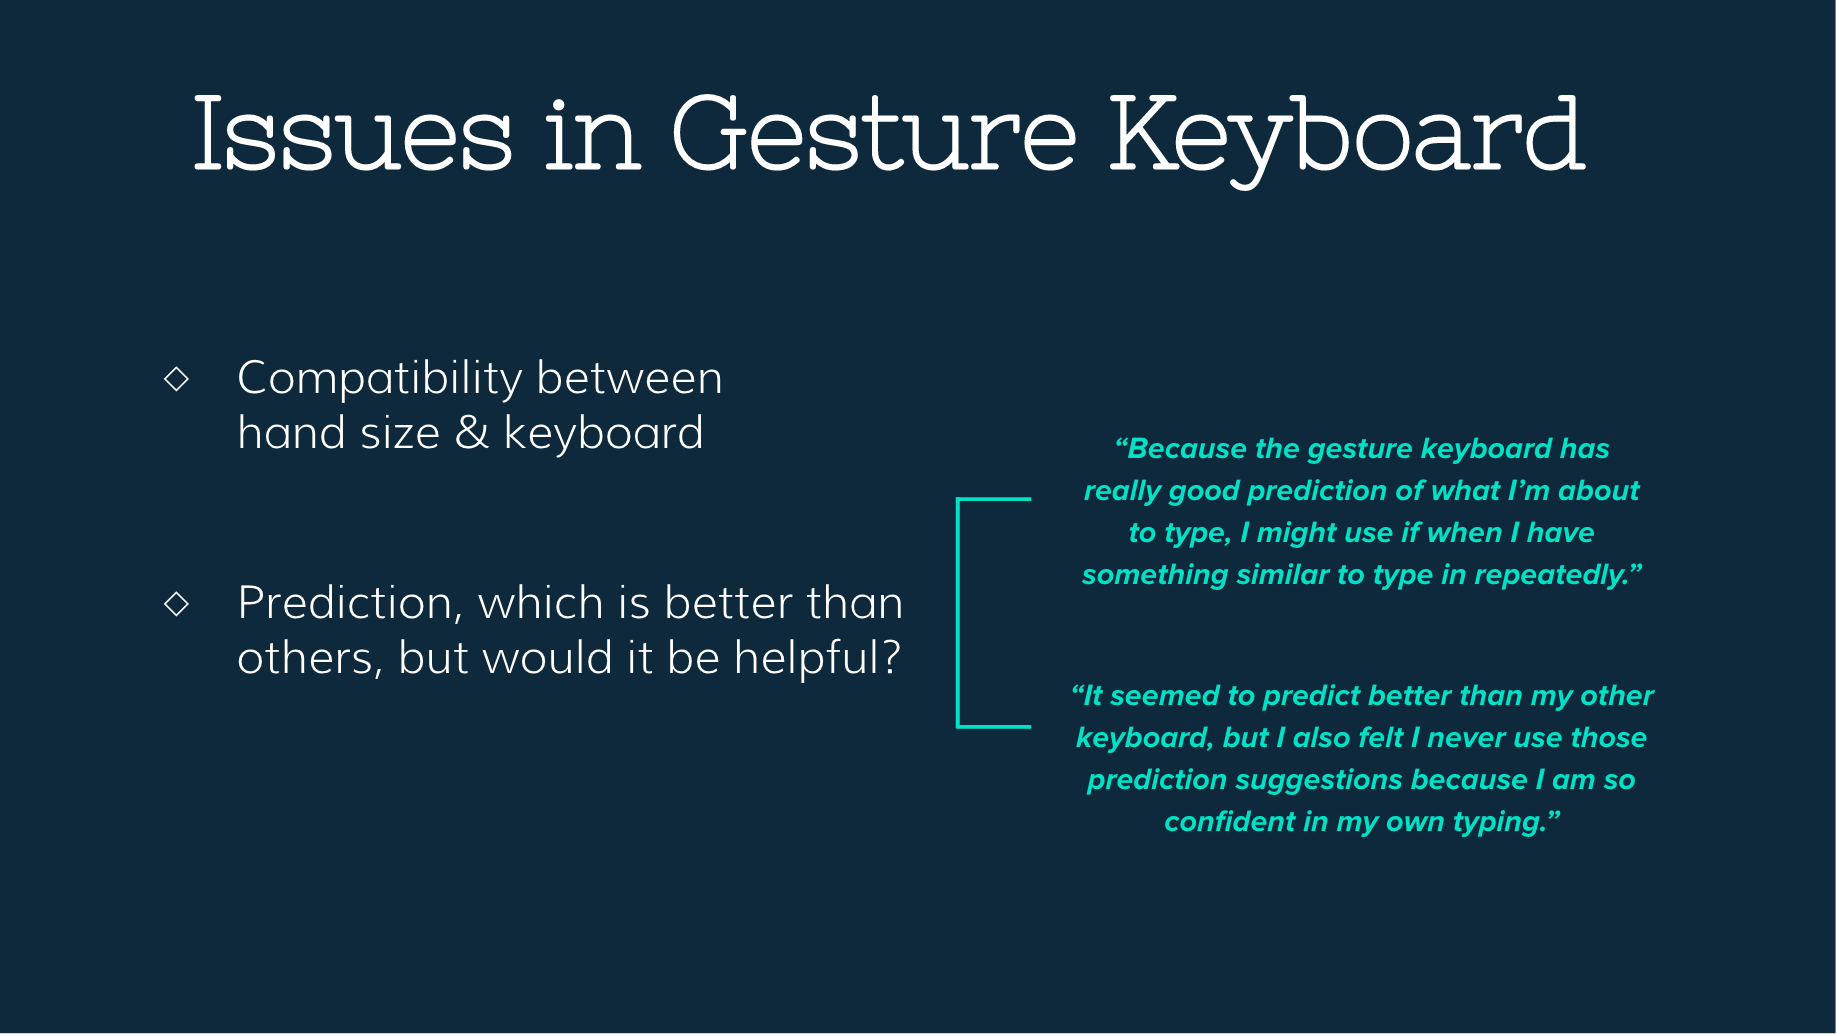 Issues in Gesture Keyboard
Compatibility between
hand size & keyboard
Prediction, which is better than
others, but would it be helpful?
“Because the gesture keyboard has
really good prediction of what I’m about
to type, I might use if when I have
something similar to type in repeatedly.”
“It seemed to predict better than my other
keyboard, but I also felt I never use those
prediction suggestions because I am so
confident in my own typing.”